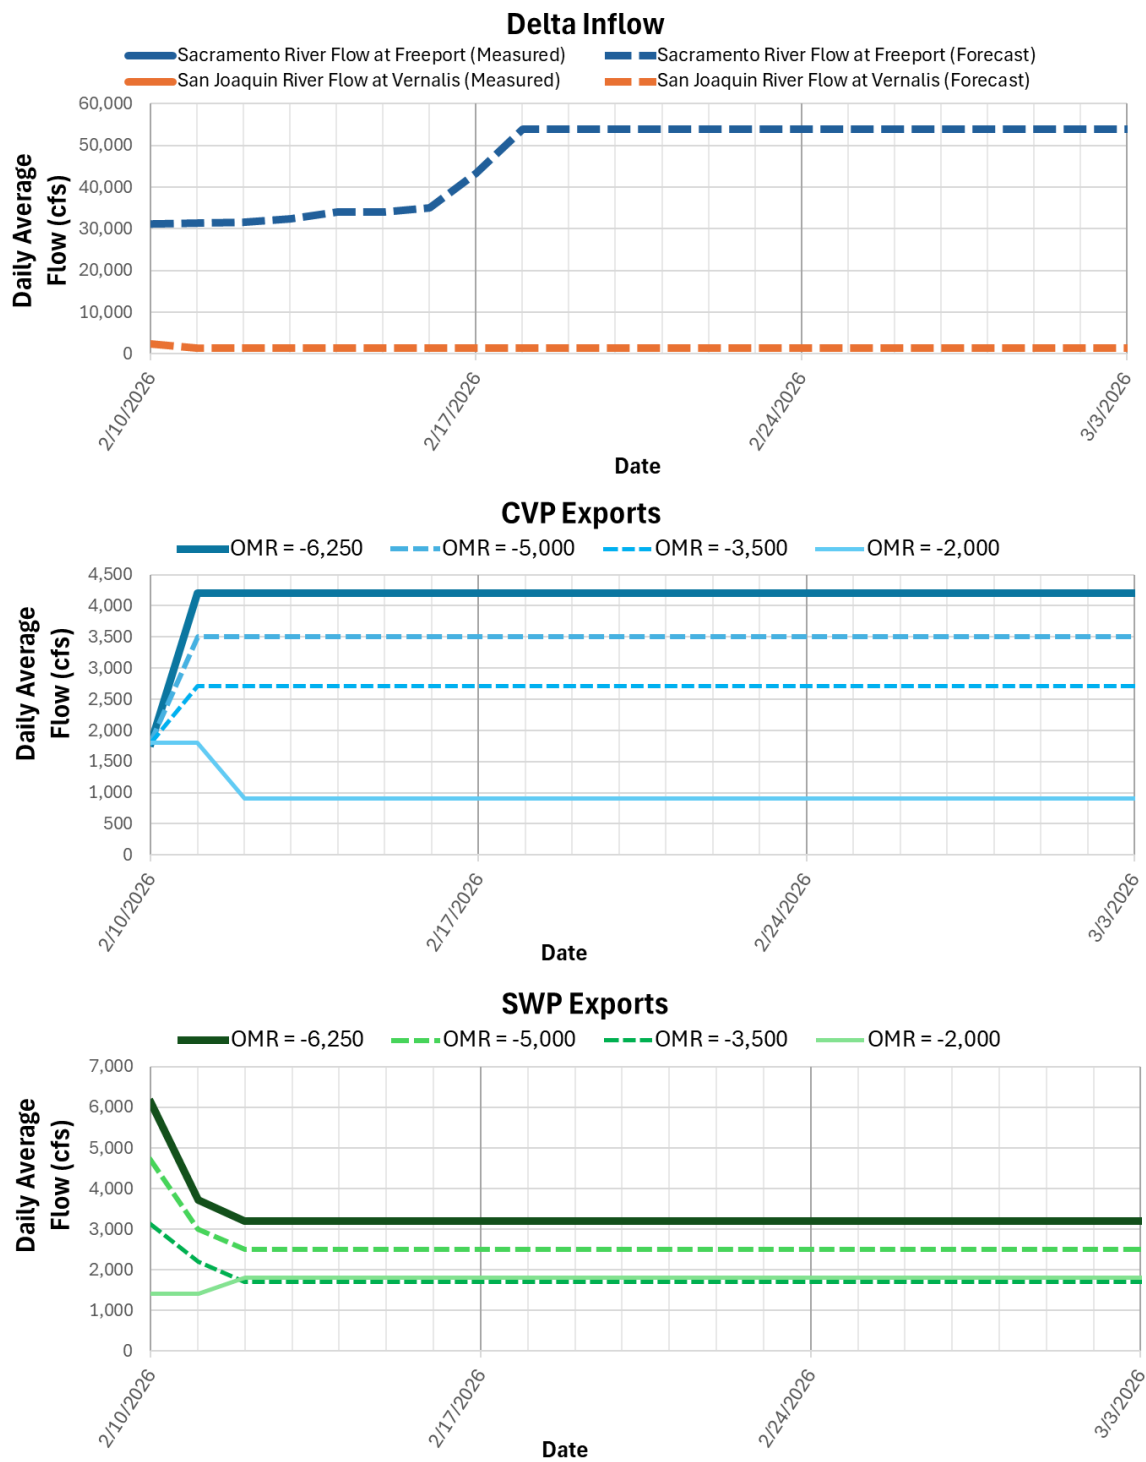 Delta Inflow
Sacramento River Flow at Freeport (Measured)
Sacramento River Flow at Freeport (Forecast)
San Joaquin River Flow at Vernalis (Measured)
San Joaquin River Flow at Vernalis (Forecast)
Daily Average
Flow (cfs)
60,000
50,000
40,000
30,000
20,000
10,000
0
2/10/2026
2/17/2026
2/24/2026
3/3/2026
Date
CVP Exports
OMR = -6,250
OMR = -5,000
OMR = -3,500
OMR = -2,000
Daily Average
Flow (cfs)
4,500
4,000
3,500
3,000
2,500
2,000
1,500
1,000
500
0
2/10/2026
2/17/2026
2/24/2026
3/3/2026
Date
SWP Exports
OMR = -6,250
OMR = -5,000
OMR = -3,500
OMR = -2,000
Daily Average
Flow (cfs)
7,000
6,000
5,000
4,000
3,000
2,000
1,000
0
2/10/2026
2/17/2026
2/24/2026
3/3/2026
Date